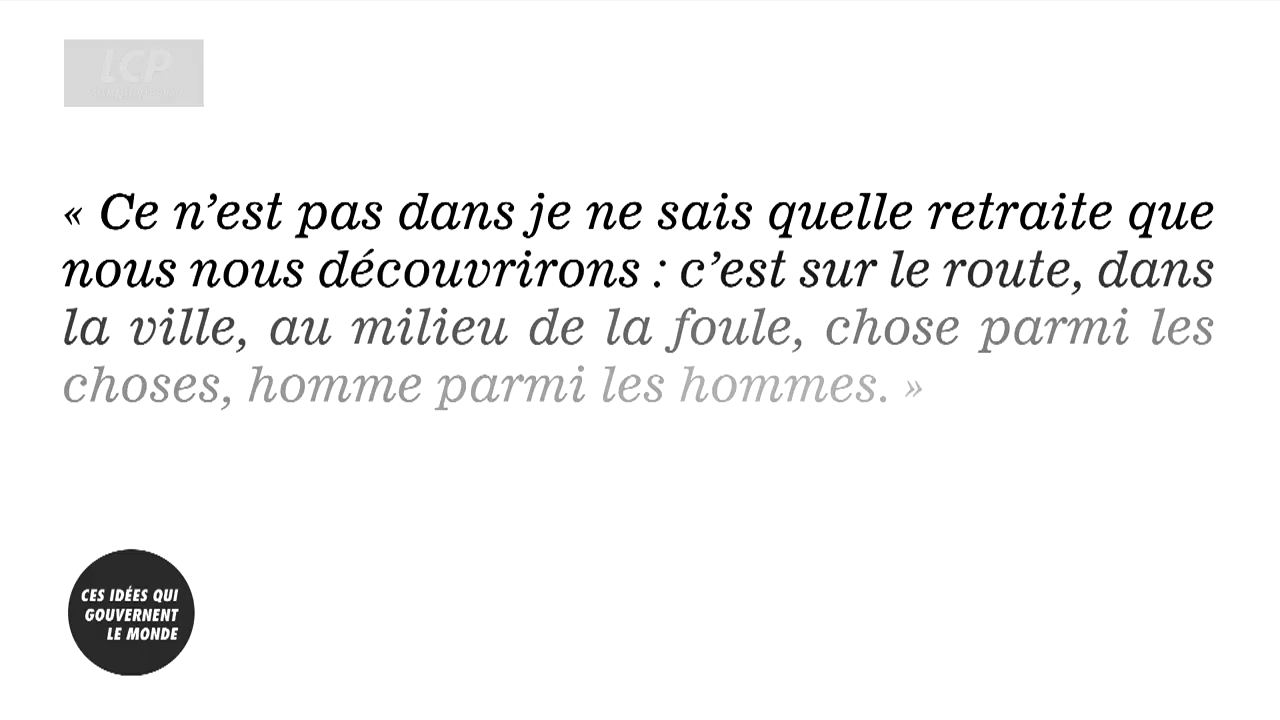 LCP
« Ce n’est pas dans je ne sais quelle retraite que
nous nous découvrirons : c’est sur le route, dans
la ville, au milieu de la foule, chose parmi les
choses, homme parmi les hommes. »
CES IDÉES QUI
GOUVERNENT
LE MONDE